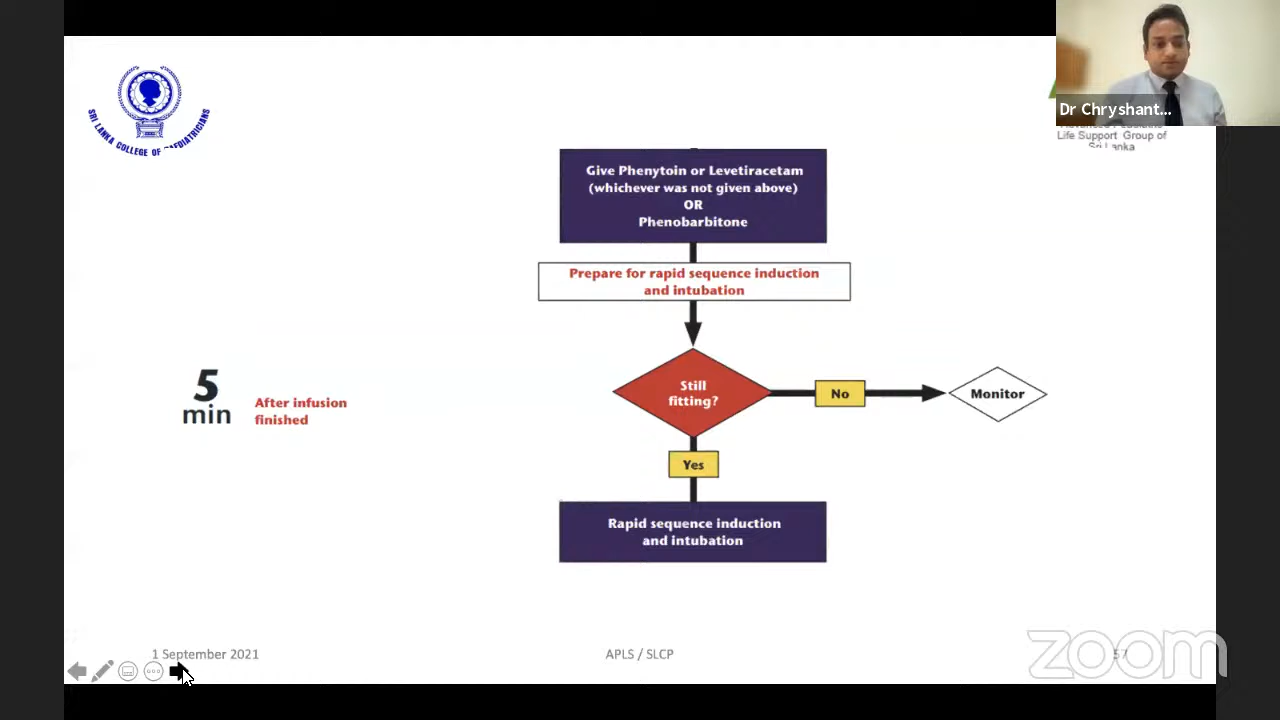 SRI LANKA COLLEGE OF PAEDIATRICIANS
Dr Chryshant...
Life Support Group of
Sri Lanka
Give Phenytoin or Levetiracetam
(whichever was not given above)
OR
Phenobarbitone
Prepare for rapid sequence induction
and intubation
5
min
After infusion
finished
Still
fitting?
No
Monitor
Yes
Rapid sequence induction
and intubation
1 September 2021
APLS / SLCP
57
zoom